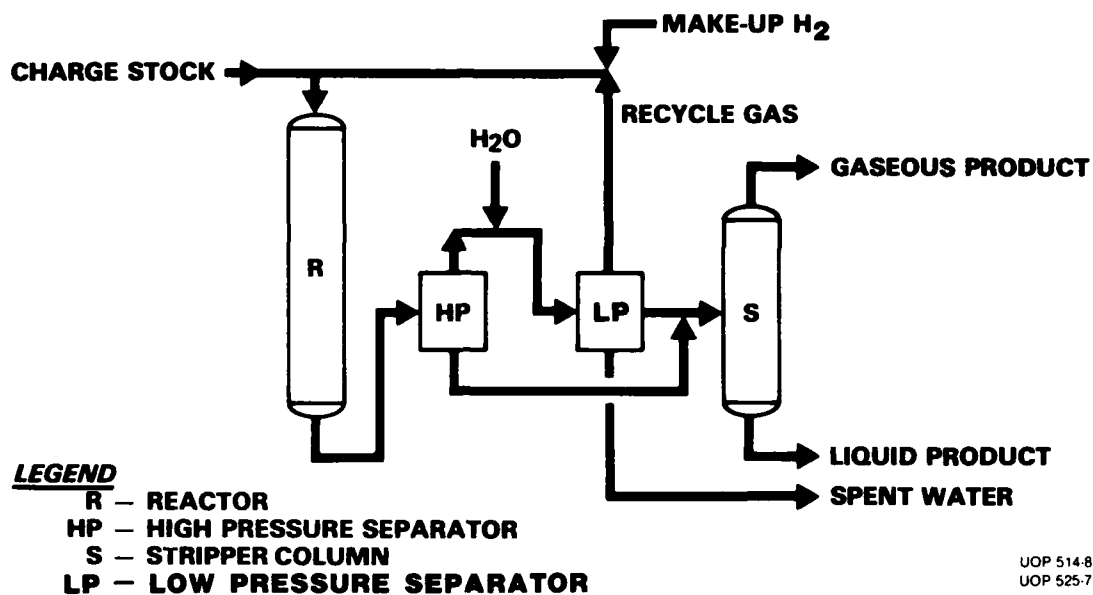 MAKE-UP H2
CHARGE STOCK
RECYCLE GAS
H2O
GASEOUS PRODUCT
R
HP
LP
S
LIQUID PRODUCT
SPENT WATER
LEGEND
R – REACTOR
HP – HIGH PRESSURE SEPARATOR
S – STRIPPER COLUMN
LP – LOW PRESSURE SEPARATOR
UOP 514-8
UOP 525-7